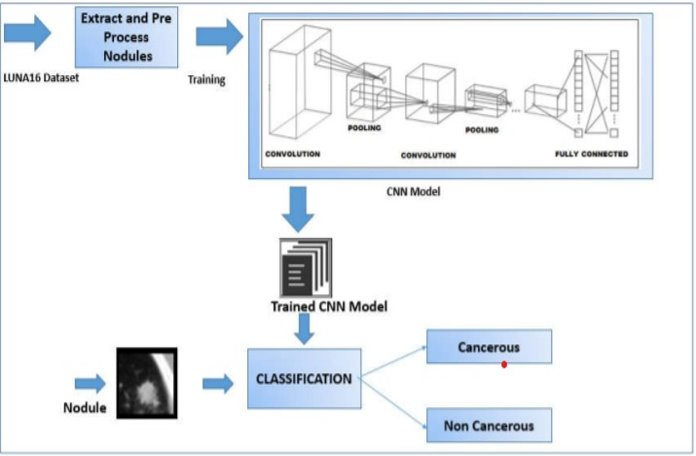 Extract and Pre
Process
Nodules
LUNA16 Dataset
Training
POOLING
POOLING
CONVOLUTION
CONVOLUTION
FULLY CONNECTED
CNN Model
Trained CNN Model
CLASSIFICATION
Cancerous
Nodule
Non Cancerous